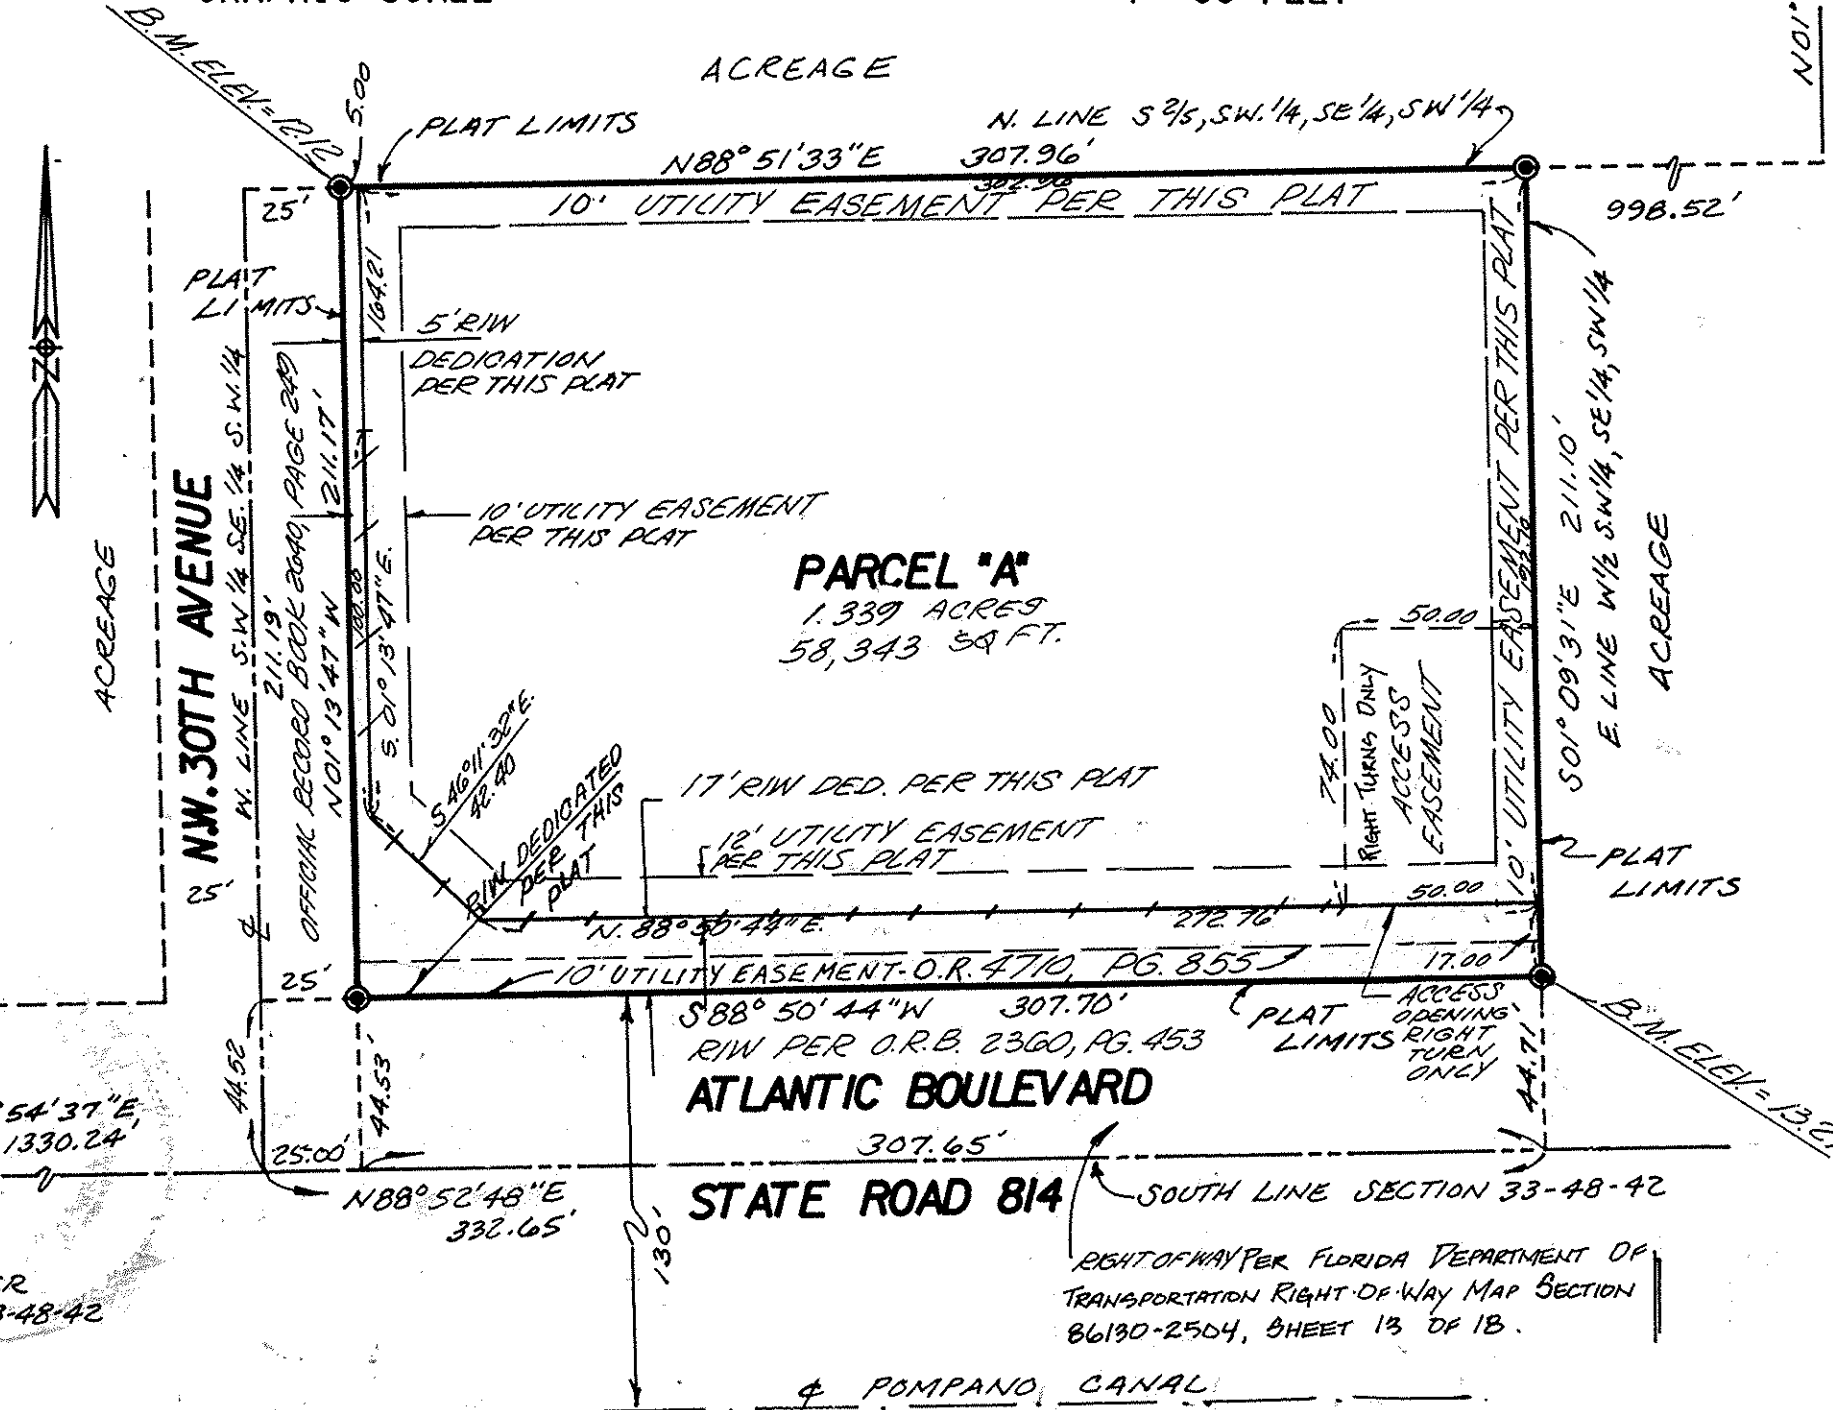 B.M. ELEV.=12.12
5.00
ACREAGE
PLAT LIMITS
N. LINE S 2/5, SW.1/4, SE 1/4, SW 1/4
N01°
N88° 51'33"E 307.96'
302.96
998.52'
25'
10' UTILITY EASEMENT PER THIS PLAT
PLAT
LIMITS
164.21
5' R/W
DEDICATION
PER THIS PLAT
ACREAGE
N.W. 30TH AVENUE
W. LINE S.W 1/4 SE. 1/4 S.W. 1/4
211.19'
OFFICIAL RECORD BOOK 2640, PAGE 249
N01° 13' 47" W 211.17'
100.00
S. 01° 13' 47" E.
10' UTILITY EASEMENT
PER THIS PLAT
PARCEL "A"
1.339 ACRES
58,343 SQ FT.
50.00
74.00
RIGHT TURNS ONLY
ACCESS
EASEMENT
10' UTILITY EASEMENT PER THIS PLAT
S01° 09'31"E 211.10'
E. LINE W 1/2 SW 1/4, SE 1/4, SW 1/4
ACREAGE
S 46°11'32"E.
42.40
R/W DEDICATED
PER THIS
PLAT
17' R/W DED. PER THIS PLAT
12' UTILITY EASEMENT
PER THIS PLAT
PLAT
LIMITS
25'
℄
50.00
N. 88° 50' 44" E. 272.76'
25'
10' UTILITY EASEMENT-O.R. 4710, PG. 855
17.00
S88° 50' 44"W 307.70'
PLAT
LIMITS
ACCESS
OPENING
RIGHT
TURN
ONLY
R/W PER O.R.B. 2360, PG. 453
ATLANTIC BOULEVARD
44.52
44.53'
44.71
B.M. ELEV.= 13.2
54'37"E
1330.24'
25.00'
307.65'
N88° 52' 48"E
332.65'
STATE ROAD 814
SOUTH LINE SECTION 33-48-42
130'
RIGHT OF WAY PER FLORIDA DEPARTMENT OF
TRANSPORTATION RIGHT-OF-WAY MAP SECTION
86130-2504, SHEET 13 OF 18.
-48-42
℄ POMPANO CANAL